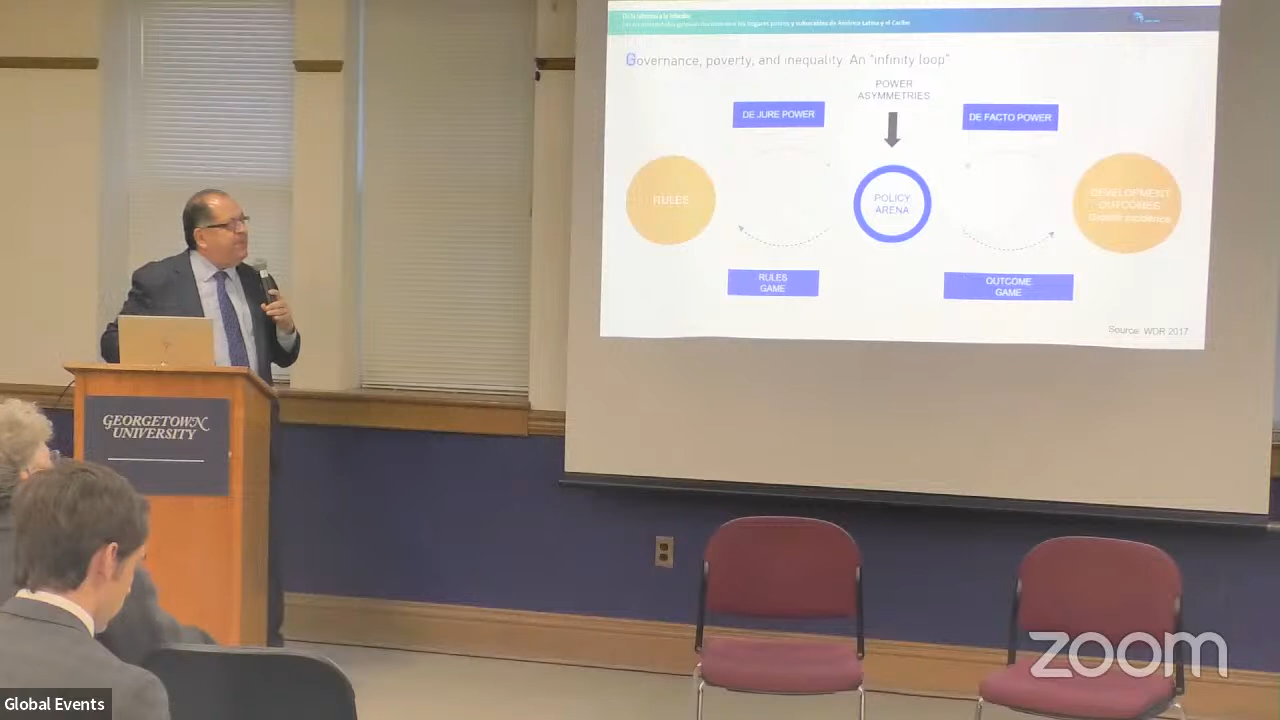 Governance, poverty, and inequality. An "infinity loop"
POWER
ASYMMETRIES
DE JURE POWER
DE FACTO POWER
RULES
POLICY
ARENA
DEVELOPMENT
OUTCOMES
RULES
GAME
OUTCOME
GAME
Source: WDR 2017
GEORGETOWN
UNIVERSITY
zoom
Global Events